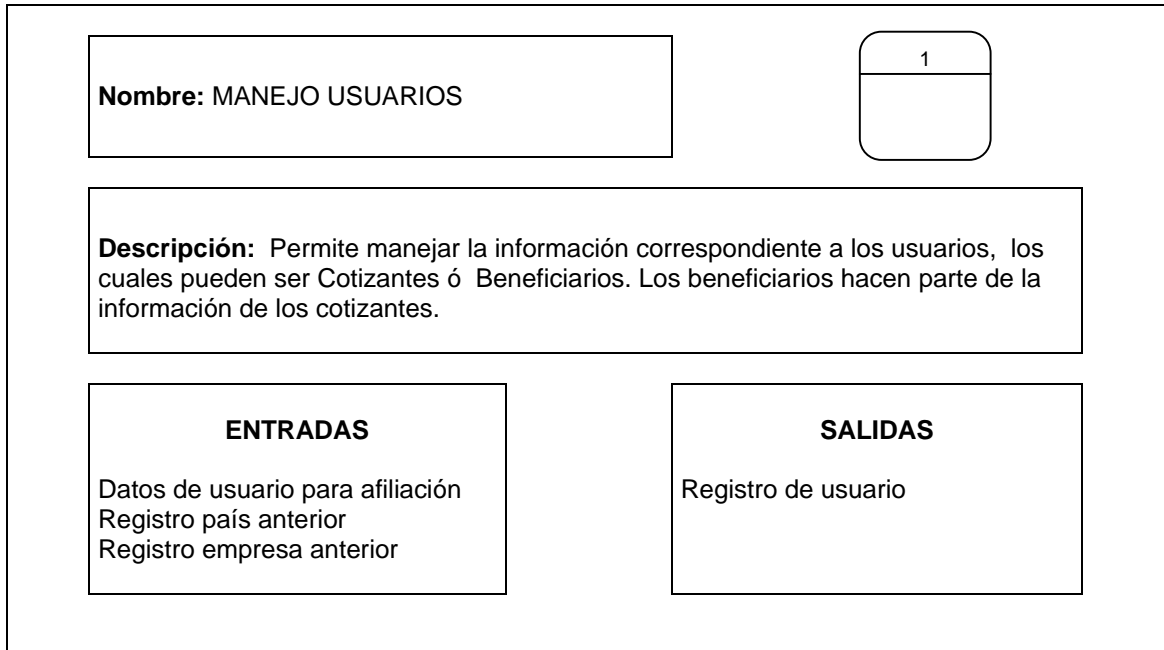 1
Nombre: MANEJO USUARIOS
Descripción:  Permite manejar la información correspondiente a los usuarios,  los
cuales pueden ser Cotizantes ó  Beneficiarios. Los beneficiarios hacen parte de la
información de los cotizantes.
ENTRADAS
Datos de usuario para afiliación
Registro país anterior
Registro empresa anterior
SALIDAS
Registro de usuario